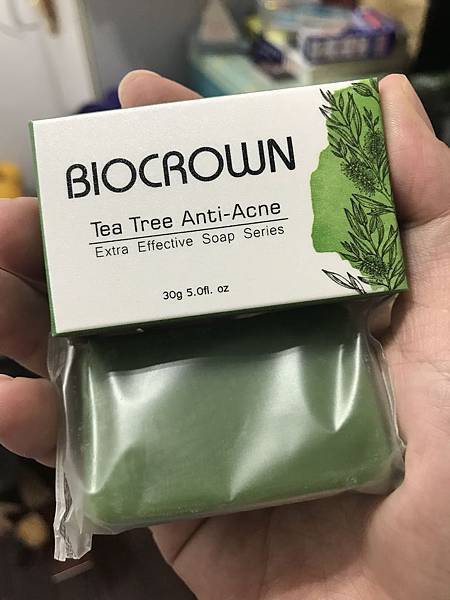 BIOCROWN
Tea Tree Anti-Acne
Extra Effective Soap Series
30g 5.0fl. oz